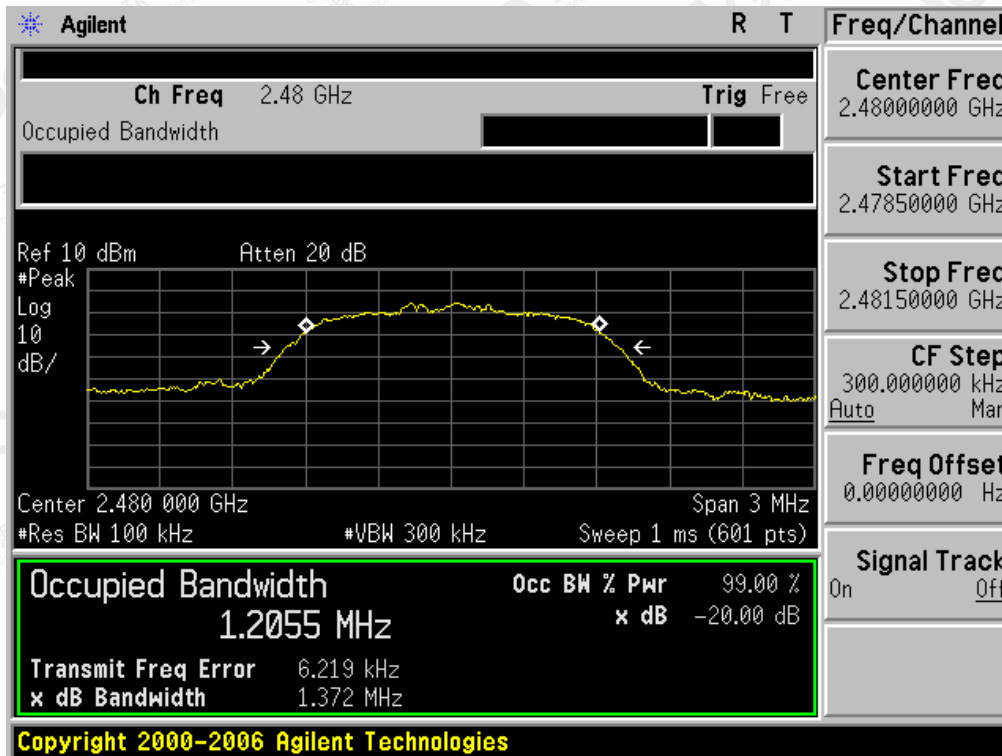 Agilent R T
Ch Freq 2.48 GHz Trig Free
Occupied Bandwidth
Ref 10 dBm Atten 20 dB
#Peak
Log
10
dB/
Center 2.480 000 GHz Span 3 MHz
#Res BW 100 kHz #VBW 300 kHz Sweep 1 ms (601 pts)
Occupied Bandwidth Occ BW % Pwr 99.00 %
1.2055 MHz x dB -20.00 dB
Transmit Freq Error 6.219 kHz
x dB Bandwidth 1.372 MHz
Copyright 2000-2006 Agilent Technologies
Freq/Channel
Center Freq
2.48000000 GHz
Start Freq
2.47850000 GHz
Stop Freq
2.48150000 GHz
CF Step
300.000000 kHz
Auto Man
Freq Offset
0.00000000 Hz
Signal Track
On Off